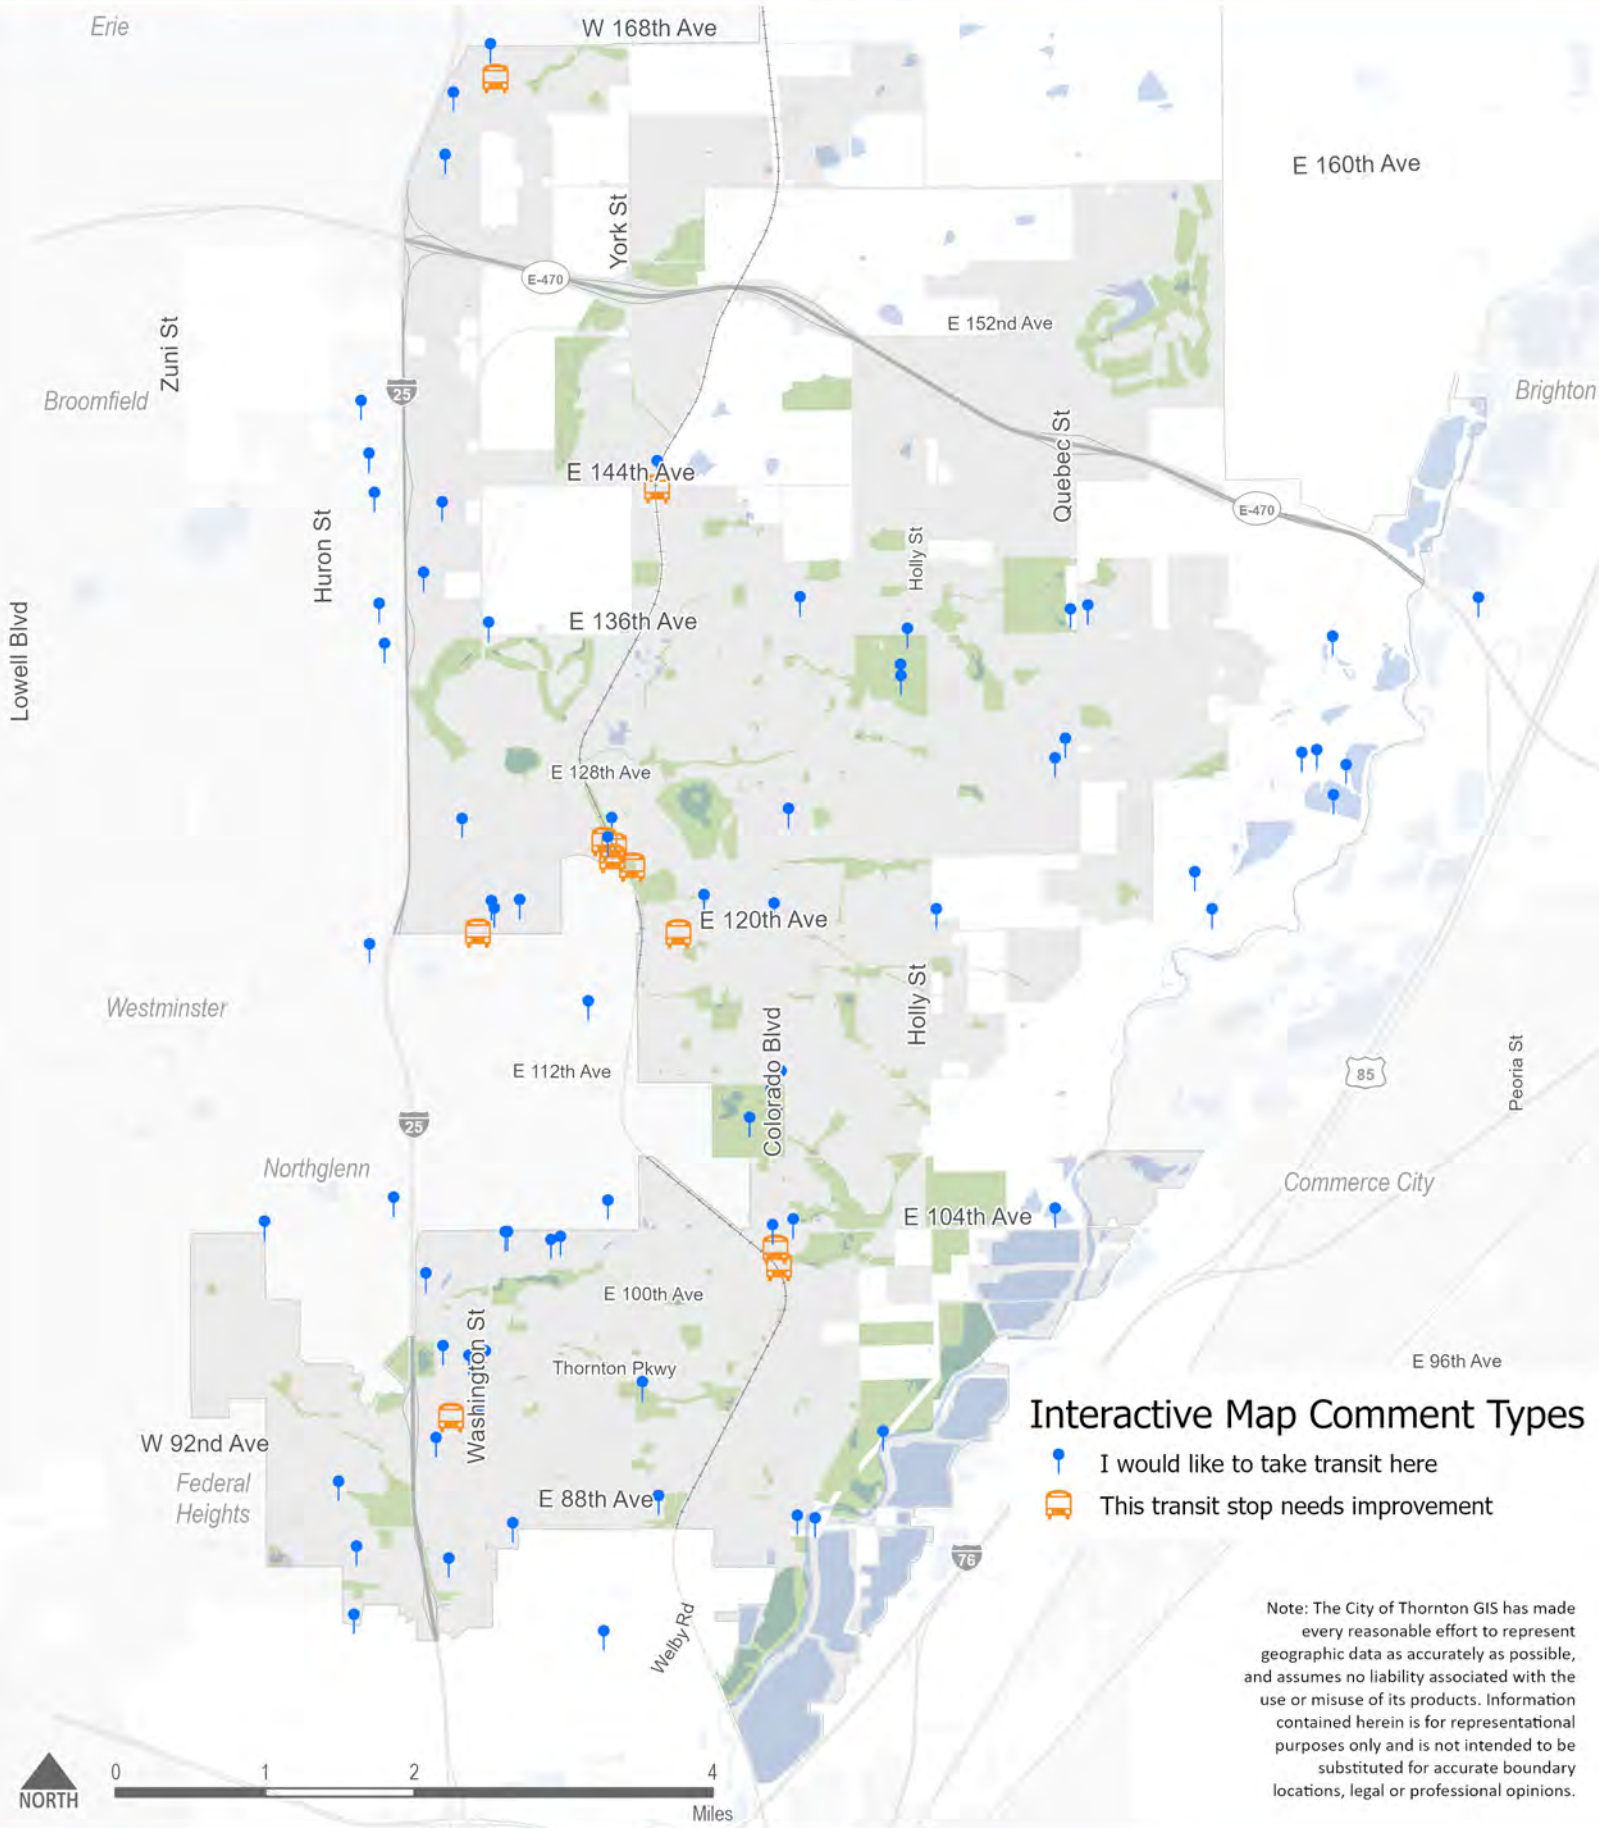 Erie
W 168th Ave
E 160th Ave
York St
E-470
E 152nd Ave
Zuni St
Broomfield
25
Brighton
Quebec St
E 144th Ave
E-470
Huron St
Holly St
Lowell Blvd
E 136th Ave
E 128th Ave
E 120th Ave
Westminster
Holly St
Colorado Blvd
E 112th Ave
Peoria St
85
25
Northglenn
Commerce City
E 104th Ave
E 100th Ave
Washington St
Thornton Pkwy
E 96th Ave
Interactive Map Comment Types
W 92nd Ave
I would like to take transit here
Federal
Heights
E 88th Ave
This transit stop needs improvement
76
Welby Rd
Note: The City of Thornton GIS has made
every reasonable effort to represent
geographic data as accurately as possible,
and assumes no liability associated with the
use or misuse of its products. Information
contained herein is for representational
purposes only and is not intended to be
substituted for accurate boundary
locations, legal or professional opinions.
0 1 2 4
NORTH
Miles